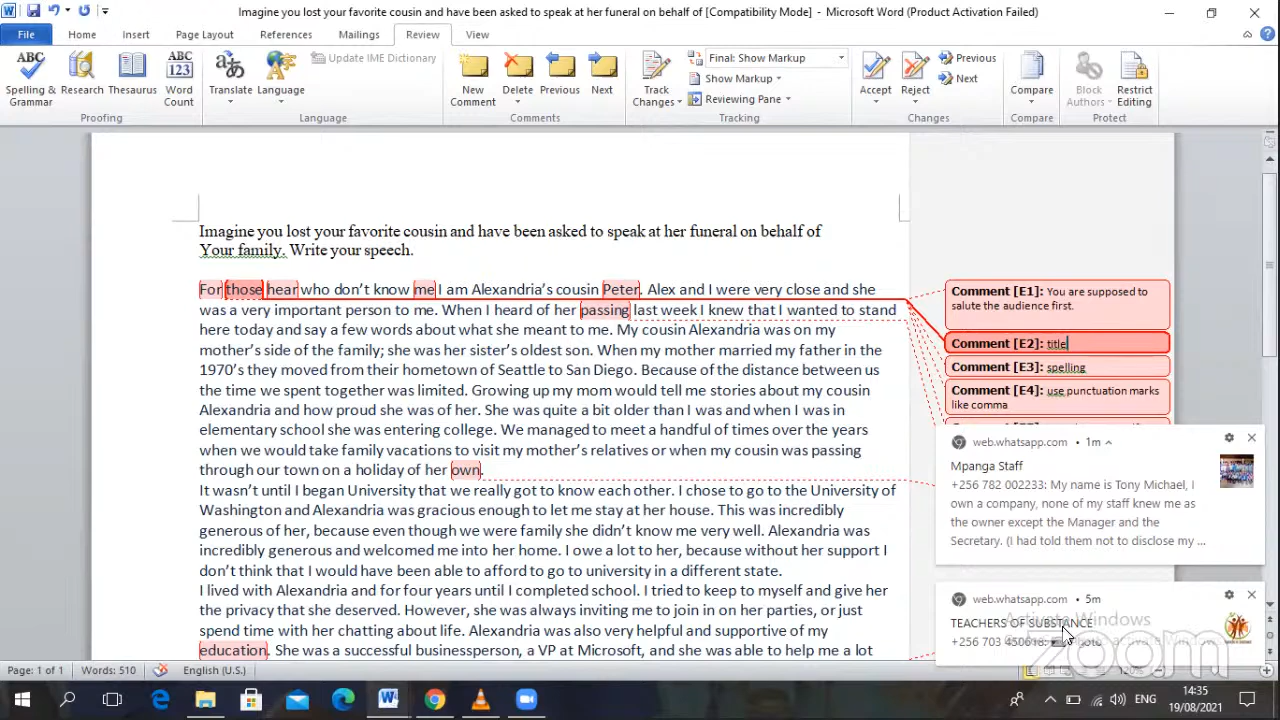 Imagine you lost your favorite cousin and have been asked to speak at her funeral on behalf of [Compatibility Mode] - Microsoft Word (Product Activation Failed)
File Home Insert Page Layout References Mailings Review View
ABC Spelling & Grammar
Research
Thesaurus
ABC 123 Word Count
Proofing
Translate
Language
Update IME Dictionary
Language
New Comment
Delete
Previous
Next
Comments
Track Changes
Final: Show Markup
Show Markup
Reviewing Pane
Tracking
Accept
Reject
Previous
Next
Changes
Compare
Compare
Block Authors
Restrict Editing
Protect
Imagine you lost your favorite cousin and have been asked to speak at her funeral on behalf of
Your family. Write your speech.
For those hear who don't know me I am Alexandria's cousin Peter. Alex and I were very close and she
was a very important person to me. When I heard of her passing last week I knew that I wanted to stand
here today and say a few words about what she meant to me. My cousin Alexandria was on my
mother's side of the family; she was her sister's oldest son. When my mother married my father in the
1970's they moved from their hometown of Seattle to San Diego. Because of the distance between us
the time we spent together was limited. Growing up my mom would tell me stories about my cousin
Alexandria and how proud she was of her. She was quite a bit older than I was and when I was in
elementary school she was entering college. We managed to meet a handful of times over the years
when we would take family vacations to visit my mother's relatives or when my cousin was passing
through our town on a holiday of her own.
It wasn't until I began University that we really got to know each other. I chose to go to the University of
Washington and Alexandria was gracious enough to let me stay at her house. This was incredibly
generous of her, because even though we were family she didn't know me very well. Alexandria was
incredibly generous and welcomed me into her home. I owe a lot to her, because without her support I
don't think that I would have been able to afford to go to university in a different state.
I lived with Alexandria and for four years until I completed school. I tried to keep to myself and give her
the privacy that she deserved. However, she was always inviting me to join in on her parties, or just
spend time with her chatting about life. Alexandria was also very helpful and supportive of my
education. She was a successful businessperson, a VP at Microsoft, and she was able to help me a lot
Comment [E1]: You are supposed to
salute the audience first.
Comment [E2]: title
Comment [E3]: spelling
Comment [E4]: use punctuation marks
like comma
web.whatsapp.com • 1m
Mpanga Staff
+256 782 002233: My name is Tony Michael, I
own a company, none of my staff knew me as
the owner except the Manager and the
Secretary. (I had told them not to disclose my ...
web.whatsapp.com • 5m
TEACHERS OF SUBSTANCE
+256 703 450618: Photo
Activate Windows
zoom
Page: 1 of 1 Words: 510 English (U.S.)
ENG
14:35
19/08/2021